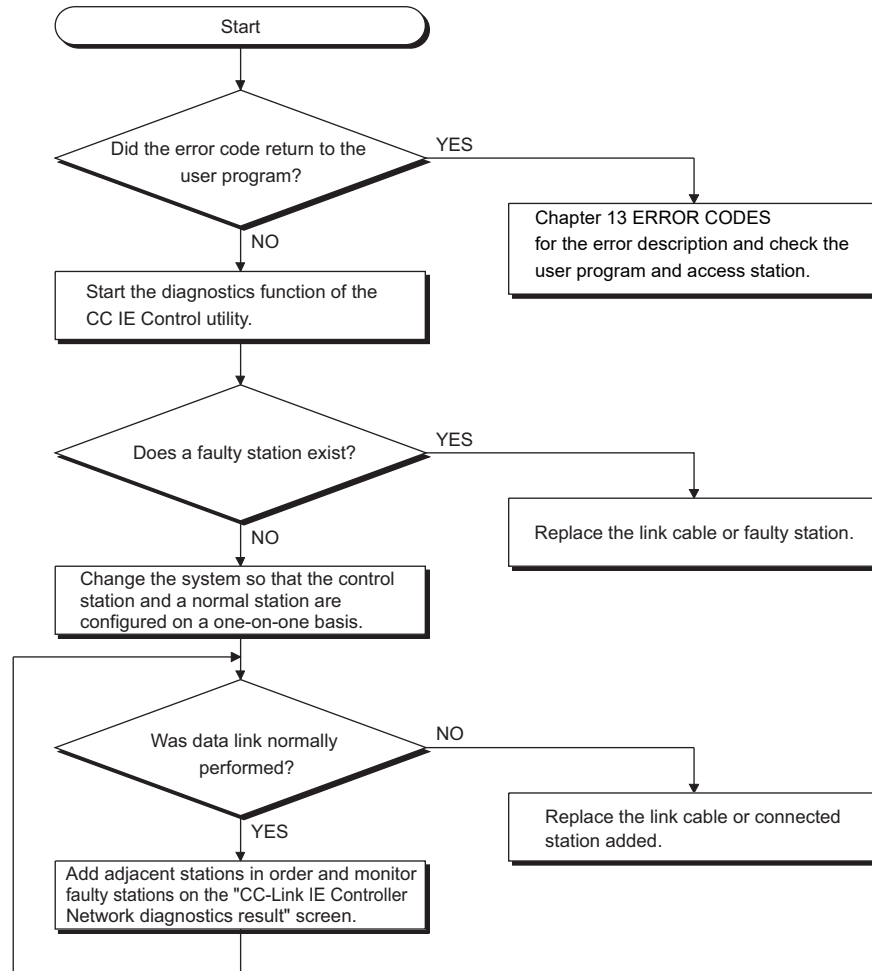 Start
Did the error code return to the
user program?
YES
Chapter 13 ERROR CODES
for the error description and check the
user program and access station.
NO
Start the diagnostics function of the
CC IE Control utility.
Does a faulty station exist?
YES
Replace the link cable or faulty station.
NO
Change the system so that the control
station and a normal station are
configured on a one-on-one basis.
Was data link normally
performed?
NO
Replace the link cable or connected
station added.
YES
Add adjacent stations in order and monitor
faulty stations on the "CC-Link IE Controller
Network diagnostics result" screen.